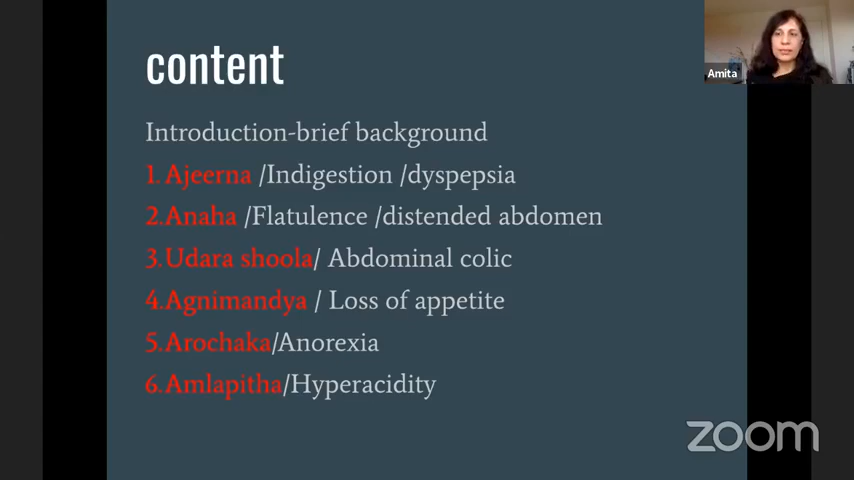 content
Amita
Introduction-brief background
1. Ajeerna /Indigestion /dyspepsia
2.Anaha /Flatulence /distended abdomen
3.Udara shoola/ Abdominal colic
4.Agnimandya / Loss of appetite
5.Arochaka/Anorexia
6.Amlapitha/Hyperacidity
zoom